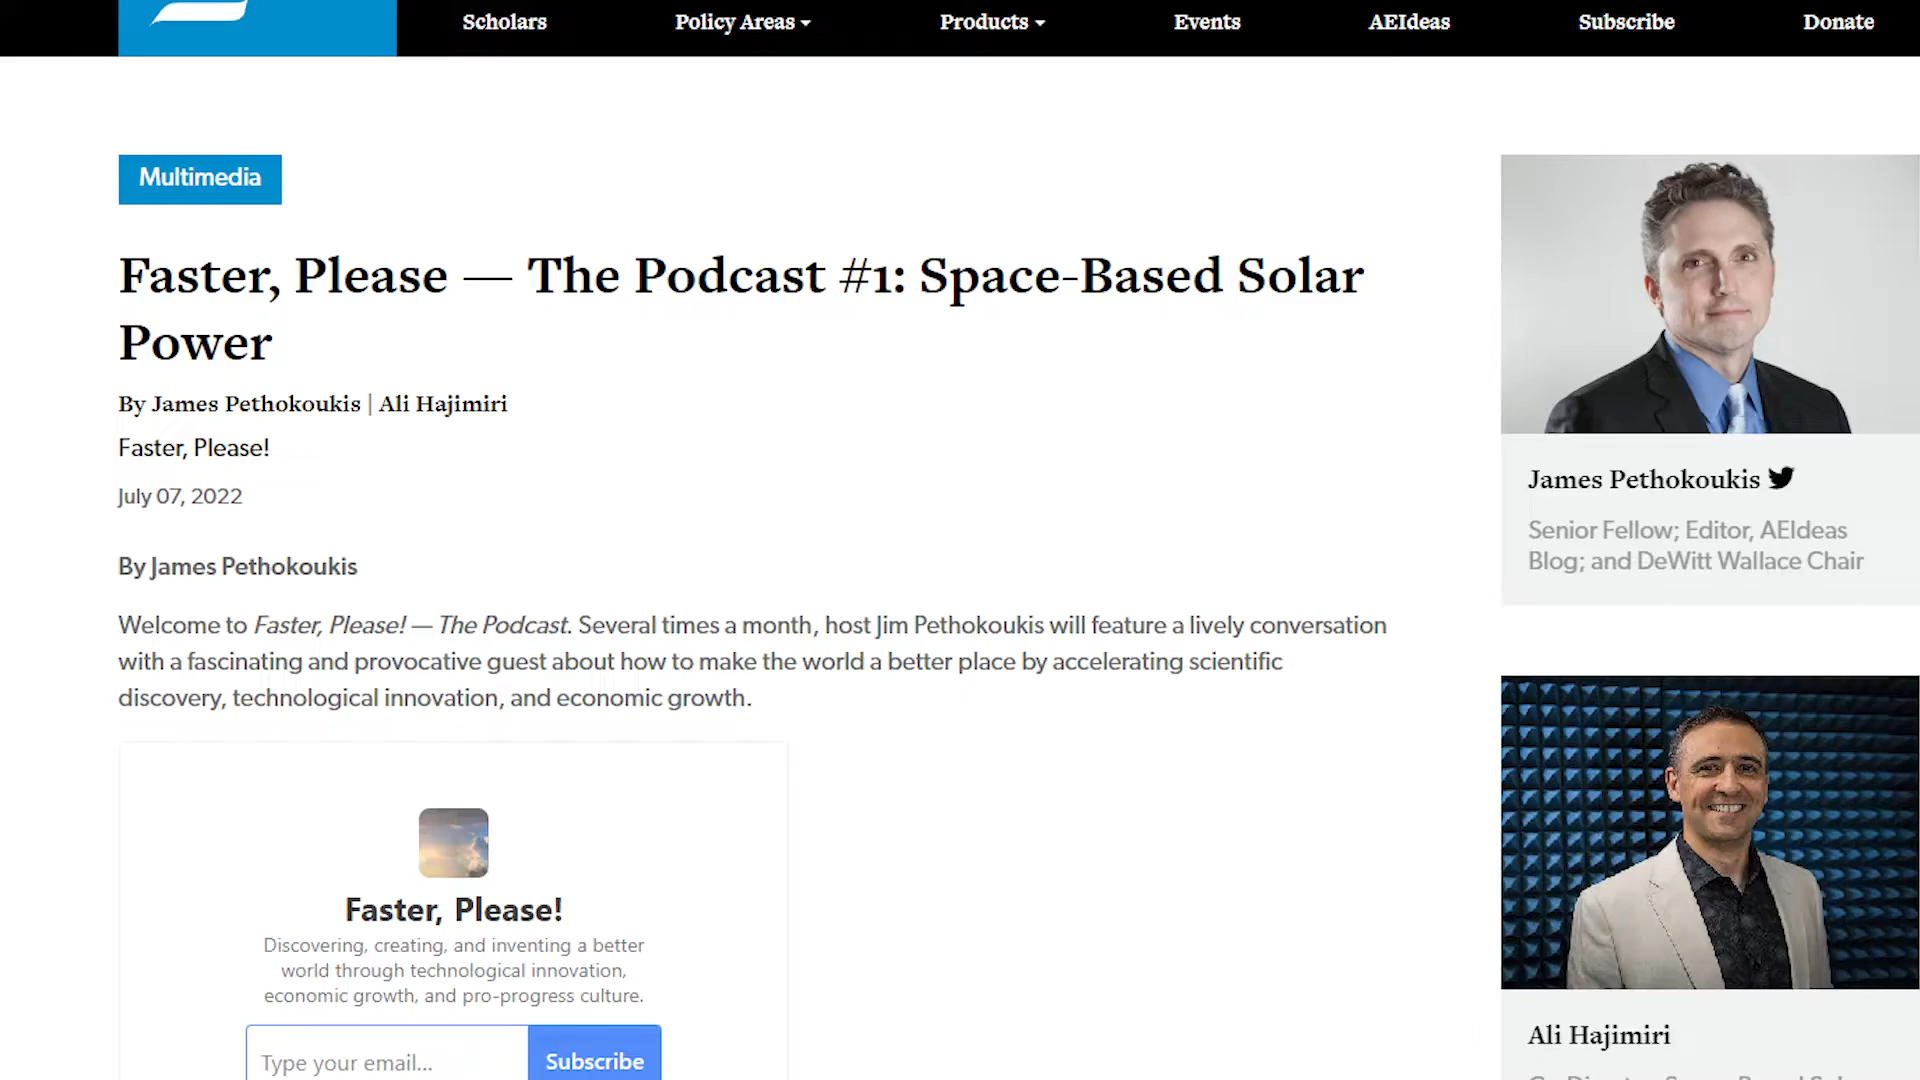 Scholars
Policy Areas
Products
Events
AEIdeas
Subscribe
Donate
Multimedia
Faster, Please — The Podcast #1: Space-Based Solar
Power
By James Pethokoukis | Ali Hajimiri
Faster, Please!
July 07, 2022
By James Pethokoukis
Welcome to Faster, Please! — The Podcast. Several times a month, host Jim Pethokoukis will feature a lively conversation
with a fascinating and provocative guest about how to make the world a better place by accelerating scientific
discovery, technological innovation, and economic growth.
Faster, Please!
Discovering, creating, and inventing a better
world through technological innovation,
economic growth, and pro-progress culture.
Type your email...
Subscribe
James Pethokoukis
Senior Fellow; Editor, AEIdeas
Blog; and DeWitt Wallace Chair
Ali Hajimiri